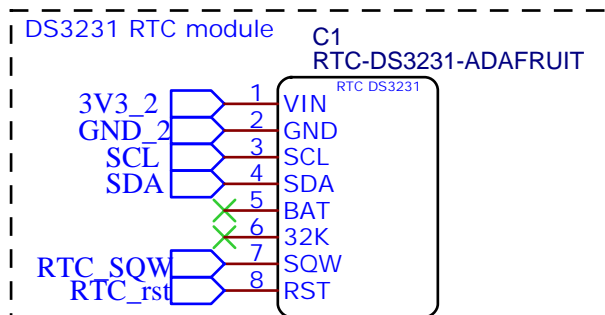 DS3231 RTC module
C1
RTC-DS3231-ADAFRUIT
RTC DS3231
3V3_2 1 VIN
GND_2 2 GND
SCL 3 SCL
SDA 4 SDA
5 BAT
6 32K
RTC_SQW 7 SQW
RTC_rst 8 RST